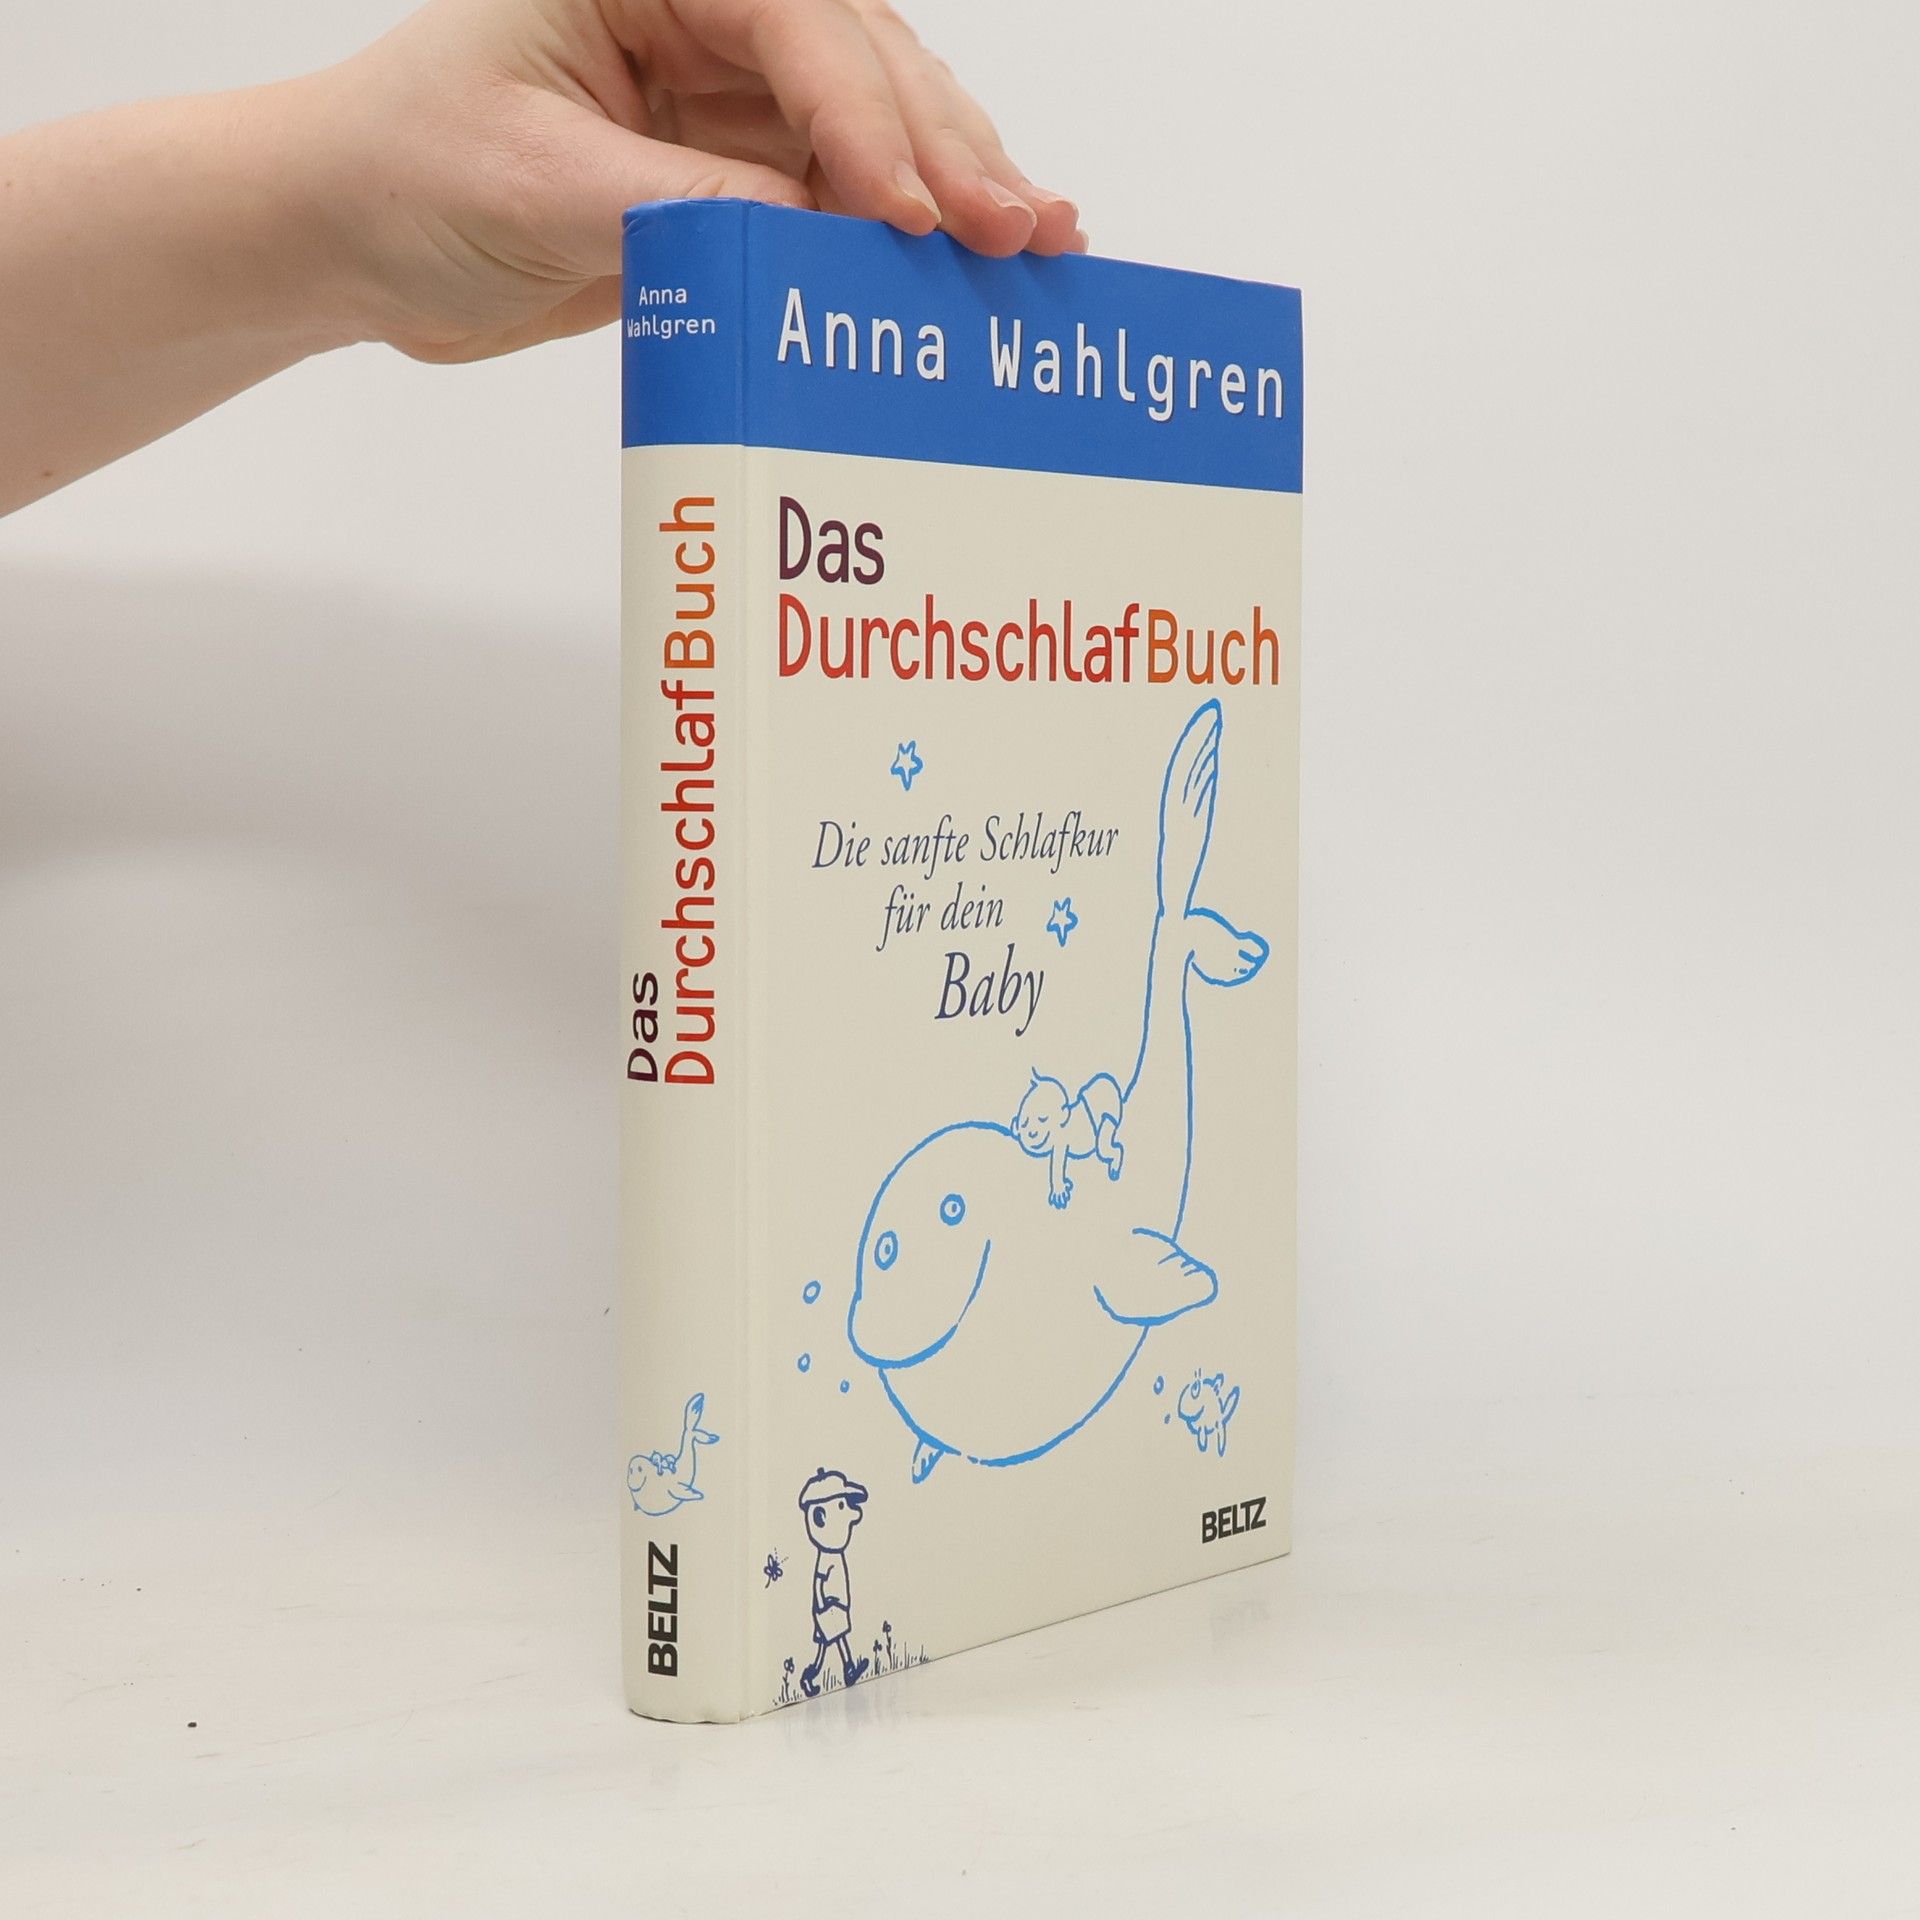 Anna
Wahlgren
Das
DurchschlafBuch
BELTZ
Anna Wahlgren
Das
DurchschlafBuch
Die sanfte Schlafkur
für dein
Baby
BELTZ